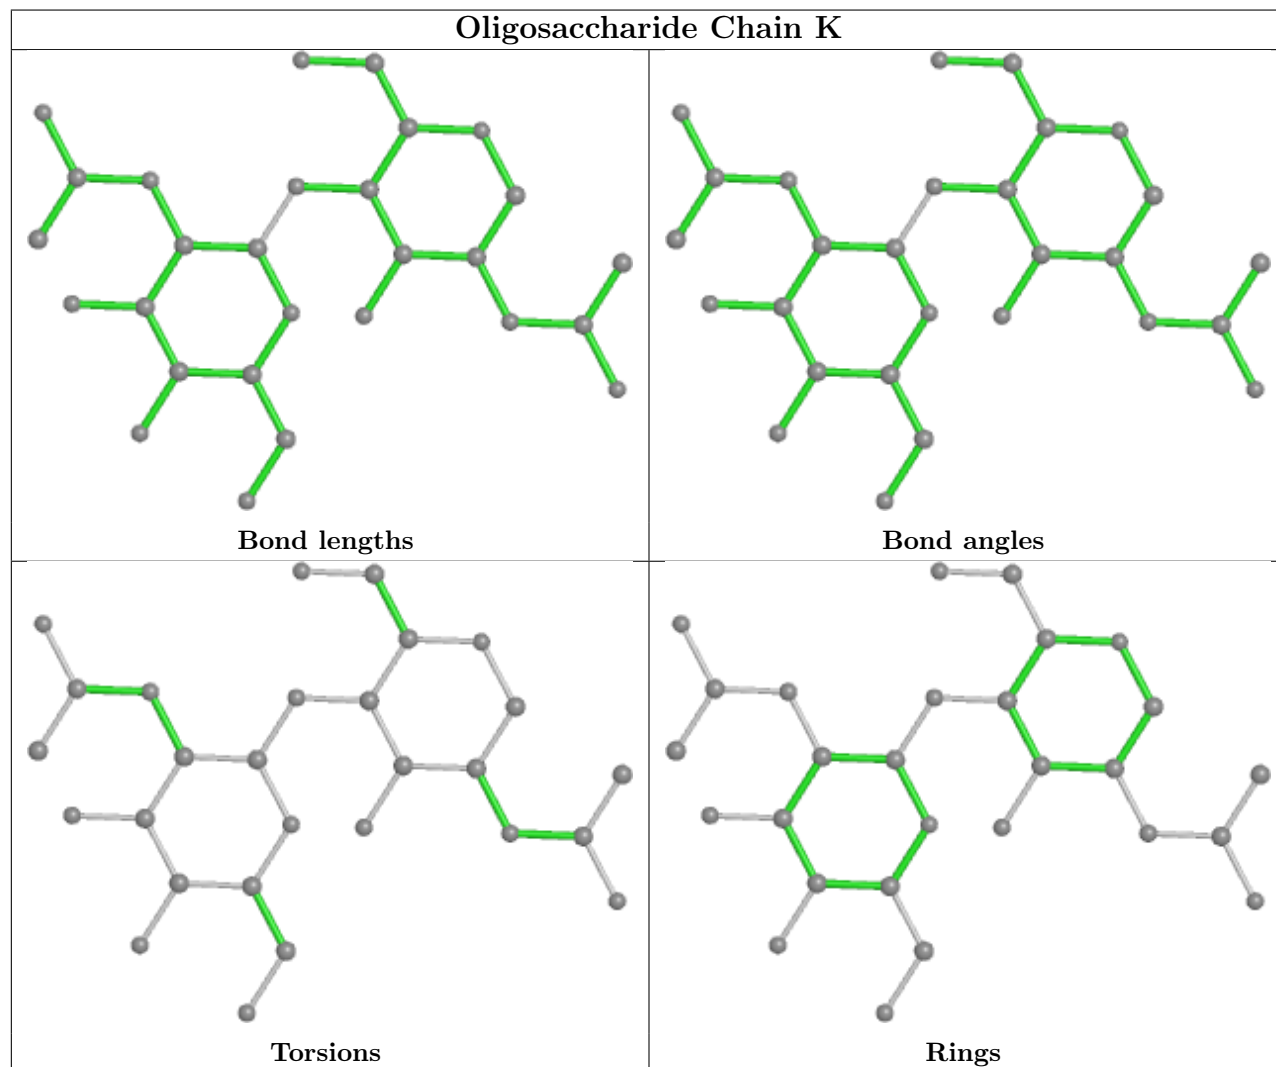 Oligosaccharide Chain K
Bond lengths
Bond angles
Torsions
Rings